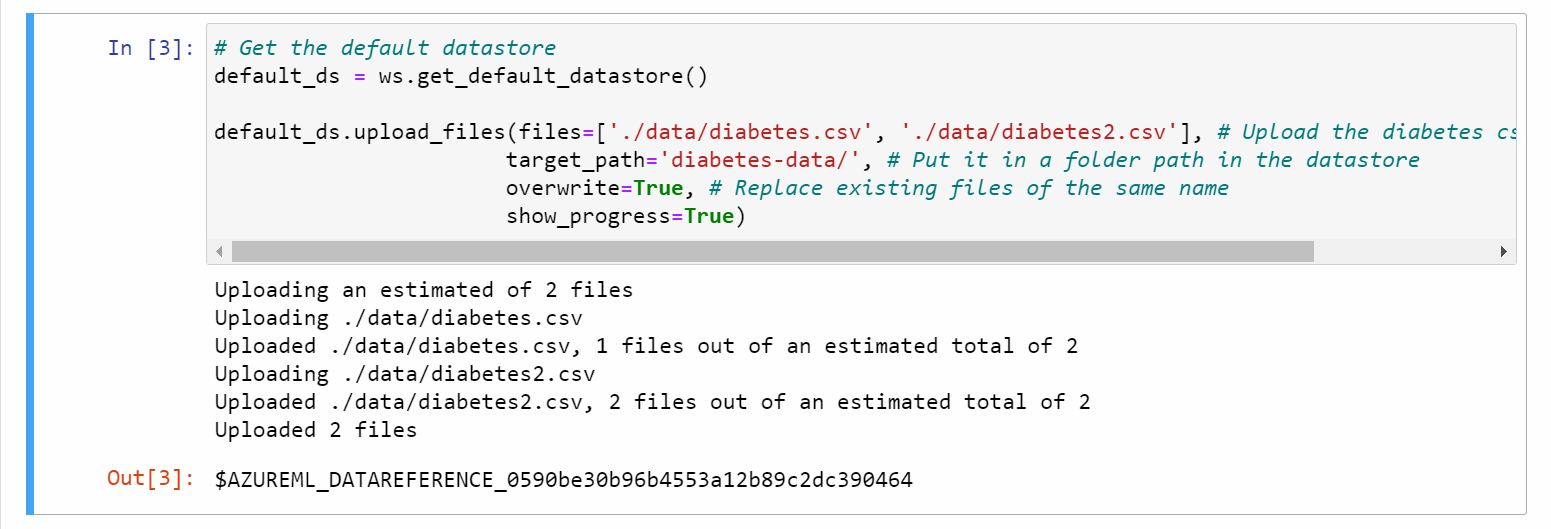 In [3]: # Get the default datastore
default_ds = ws.get_default_datastore()
default_ds.upload_files(files=['./data/diabetes.csv', './data/diabetes2.csv'], # Upload the diabetes
target_path='diabetes-data/', # Put it in a folder path in the datastore
overwrite=True, # Replace existing files of the same name
show_progress=True)
Uploading an estimated of 2 files
Uploading ./data/diabetes.csv
Uploaded ./data/diabetes.csv, 1 files out of an estimated total of 2
Uploading ./data/diabetes2.csv
Uploaded ./data/diabetes2.csv, 2 files out of an estimated total of 2
Uploaded 2 files
Out[3]: $AZUREML_DATAREFERENCE_0590be30b96b4553a12b89c2dc390464